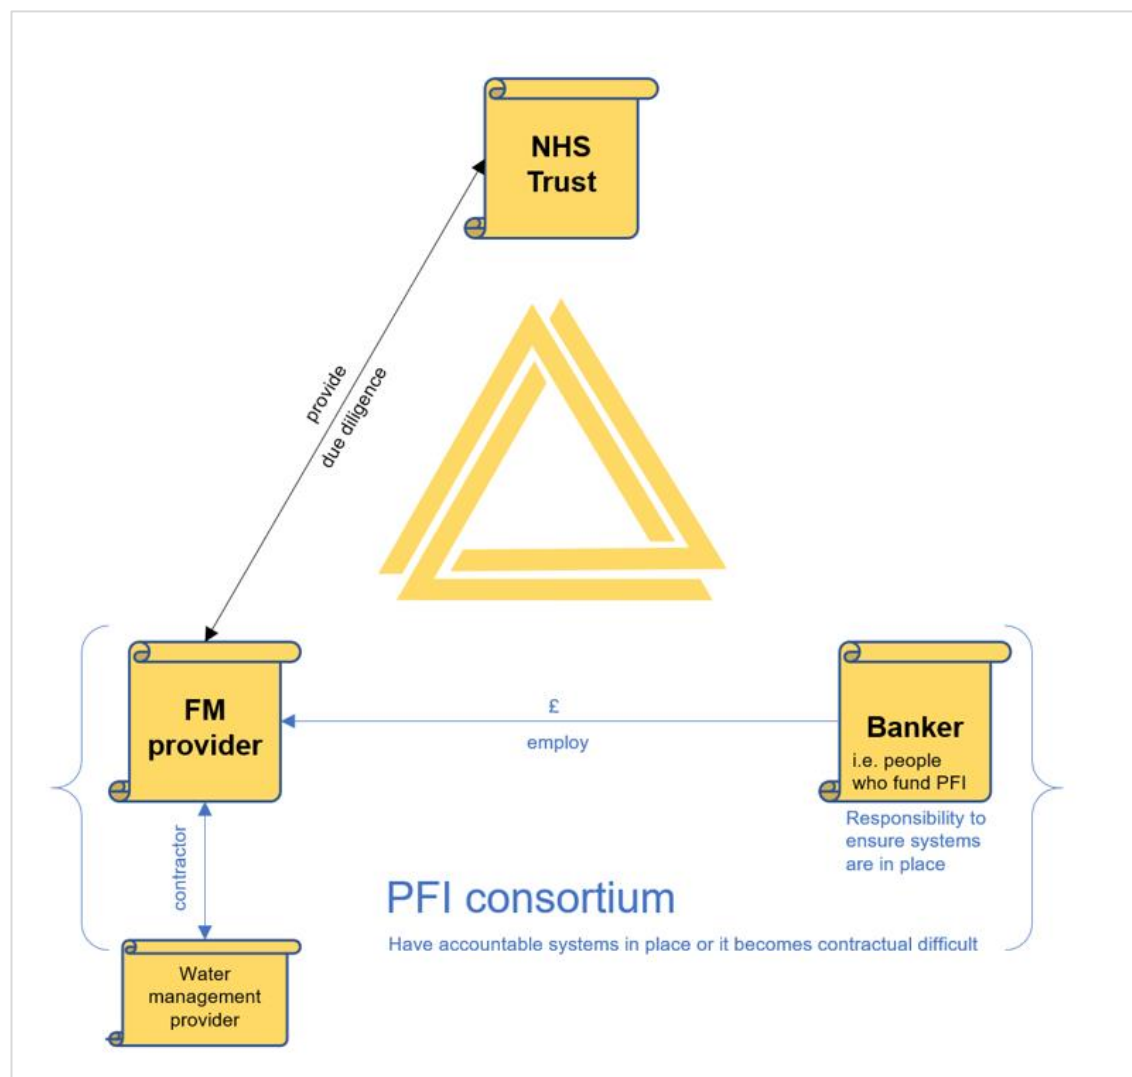 NHS
Trust
provide
due diligence
FM
provider
£
employ
Banker
i.e. people
who fund PFI
Responsibility to
ensure systems
are in place
contractor
PFI consortium
Have accountable systems in place or it becomes contractual difficult
Water
management
provider